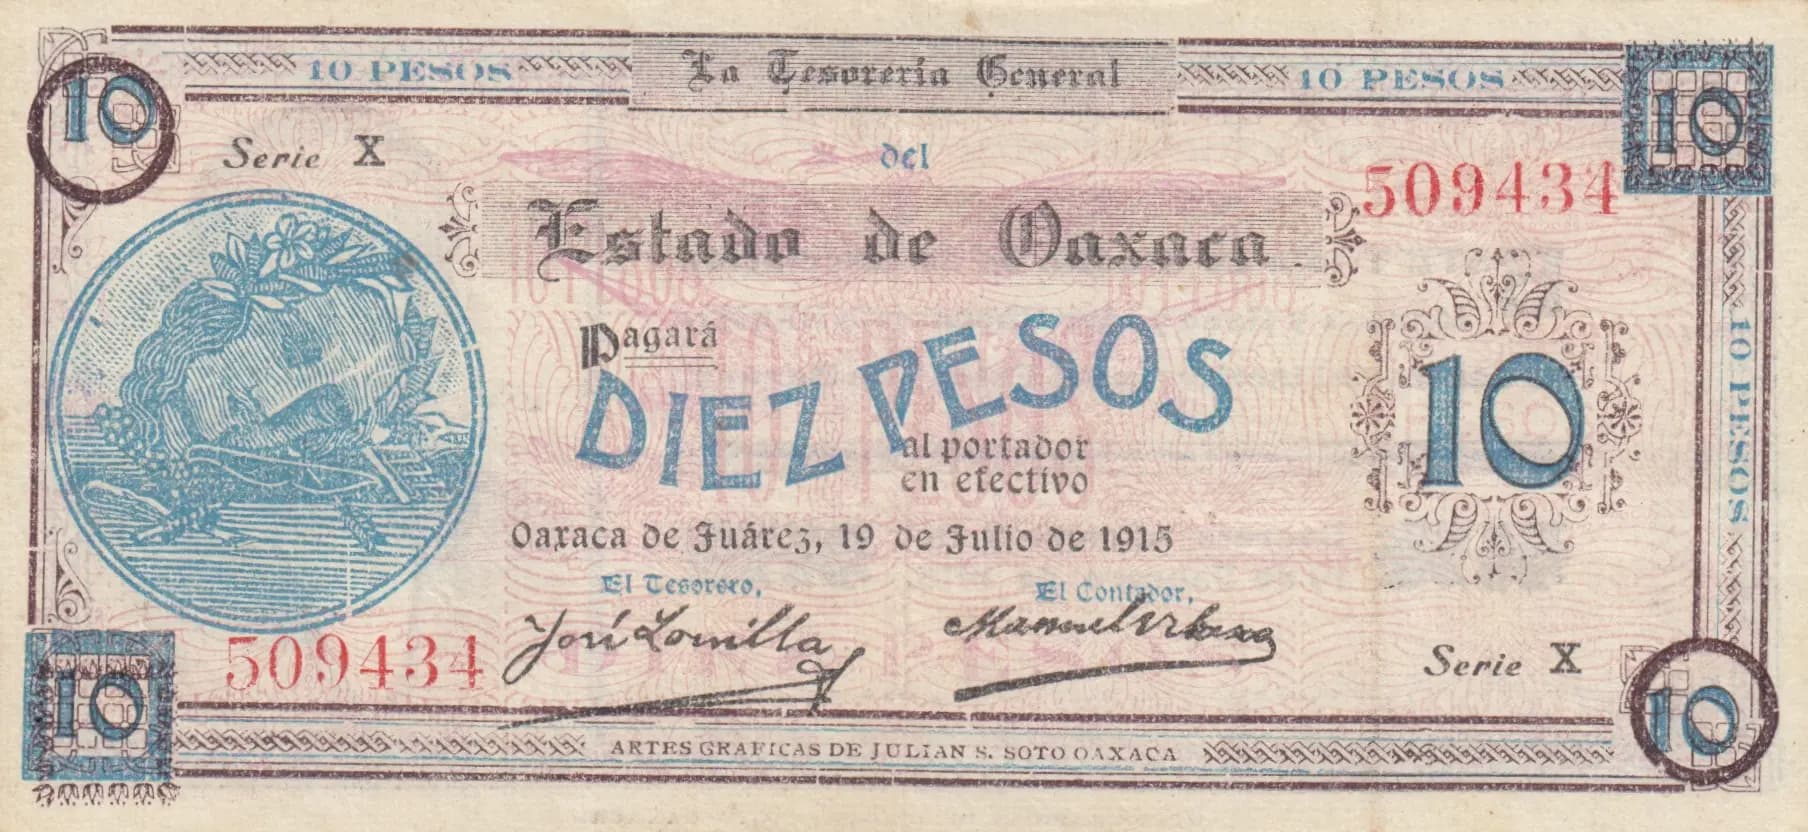 10 PESOS La Tesorería General 10 PESOS
10
10
Serie X
del
509434
Estado de Oaxaca.
Pagará
DIEZ PESOS
10
10 PESOS
al portador
en efectivo
Oaxaca de Juárez, 19 de Julio de 1915
El Tesorero, El Contador,
509434
Serie X
10
10
ARTES GRAFICAS DE JULIAN S. SOTO OAXACA